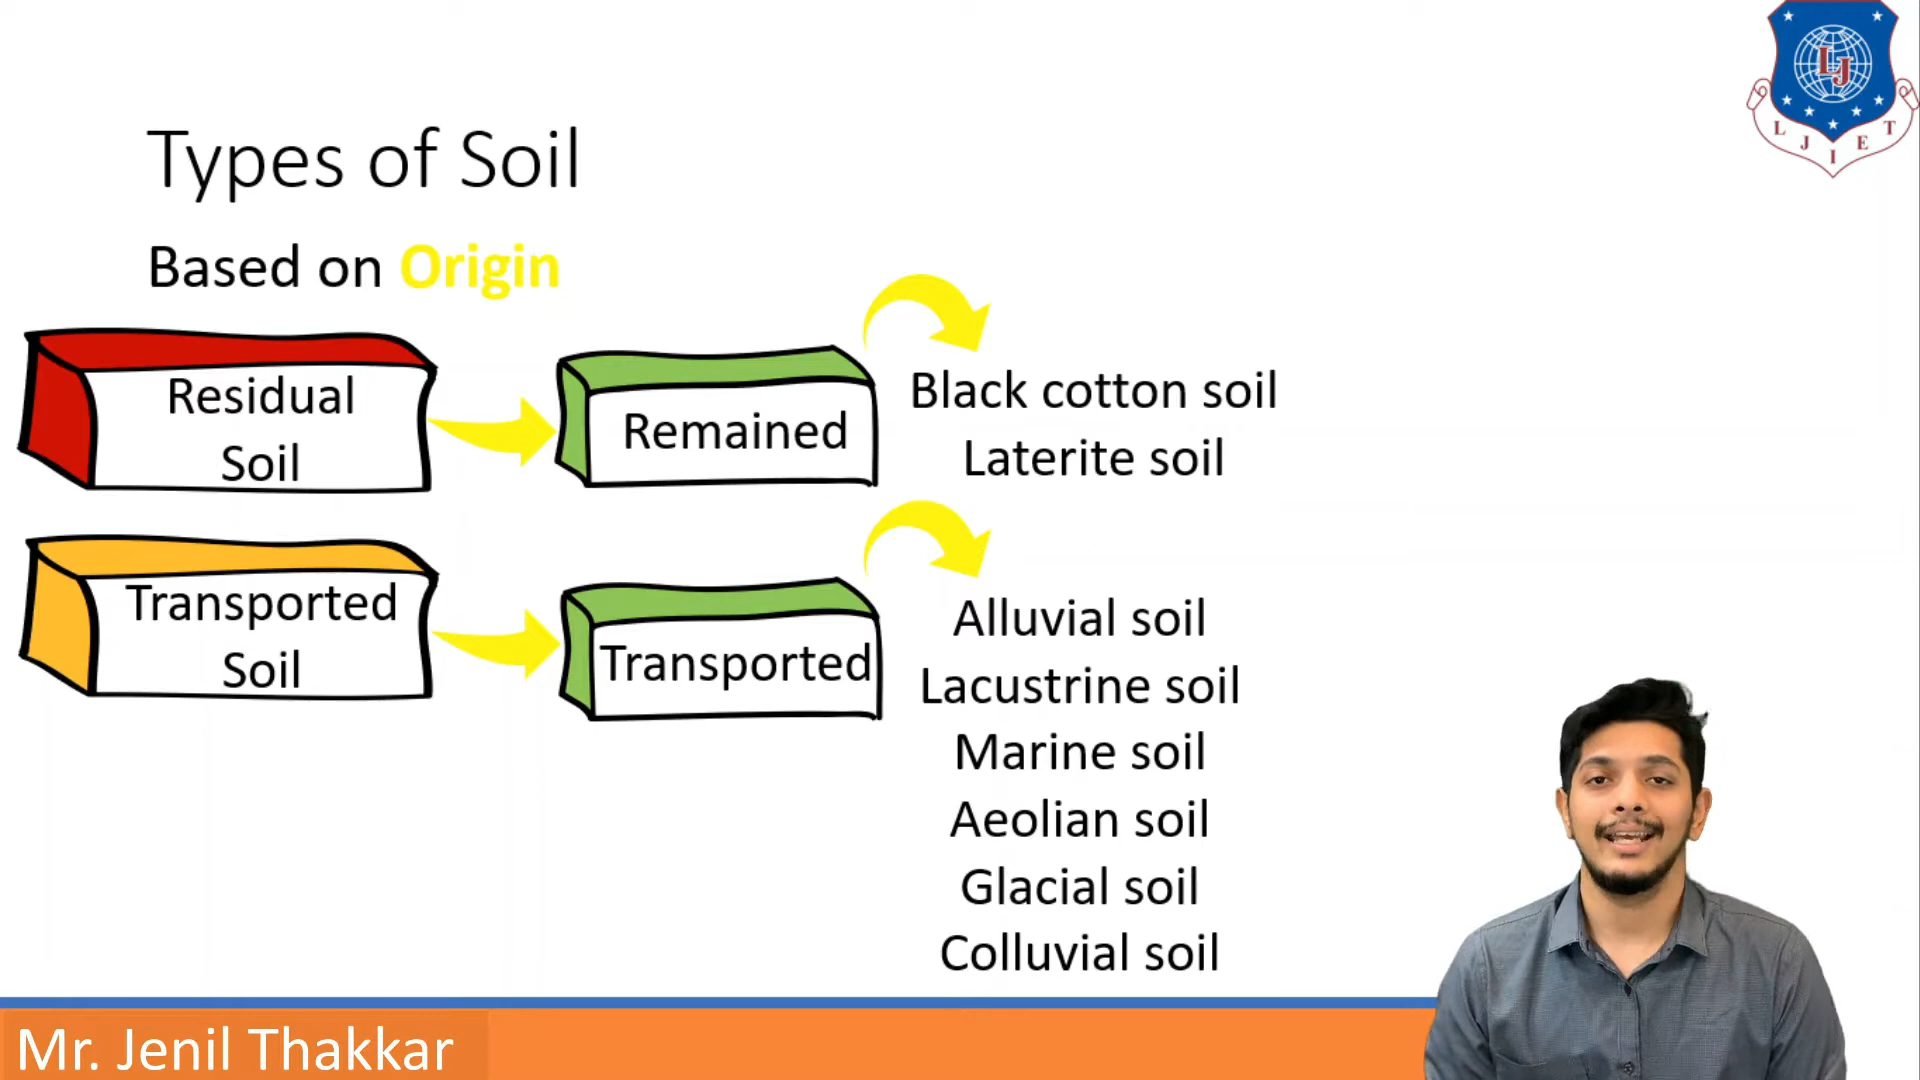 Types of Soil
Based on Origin
Residual
Soil
Remained
Black cotton soil
Laterite soil
Transported
Soil
Transported
Alluvial soil
Lacustrine soil
Marine soil
Aeolian soil
Glacial soil
Colluvial soil
Mr. Jenil Thakkar
LJ
L J I E T